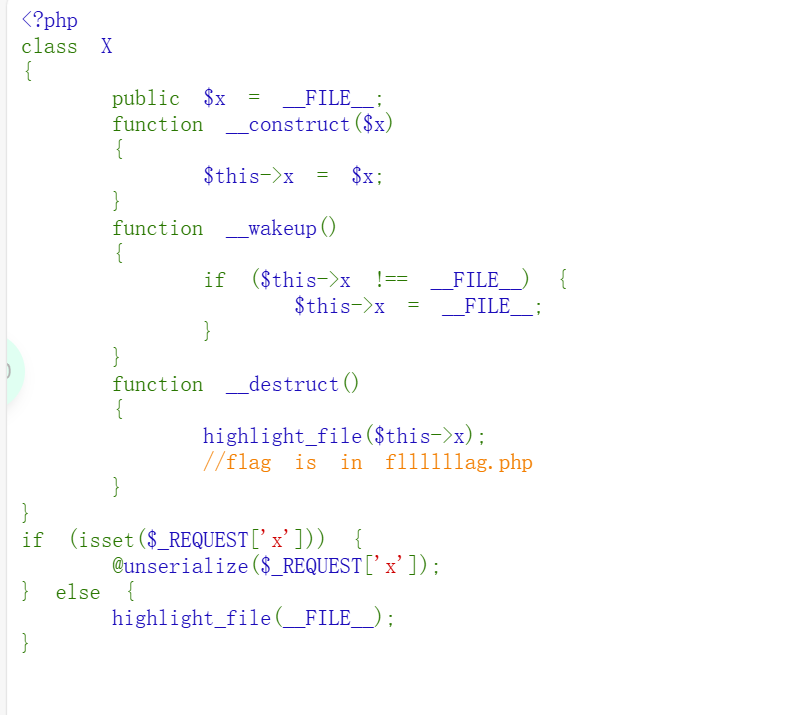 <?php
class X
{
public $x = __FILE__;
function __construct($x)
{
$this->x = $x;
}
function __wakeup()
{
if ($this->x !== __FILE__) {
$this->x = __FILE__;
}
}
function __destruct()
{
highlight_file($this->x);
//flag is in fllllllag.php
}
}
if (isset($_REQUEST['x'])) {
@unserialize($_REQUEST['x']);
} else {
highlight_file(__FILE__);
}